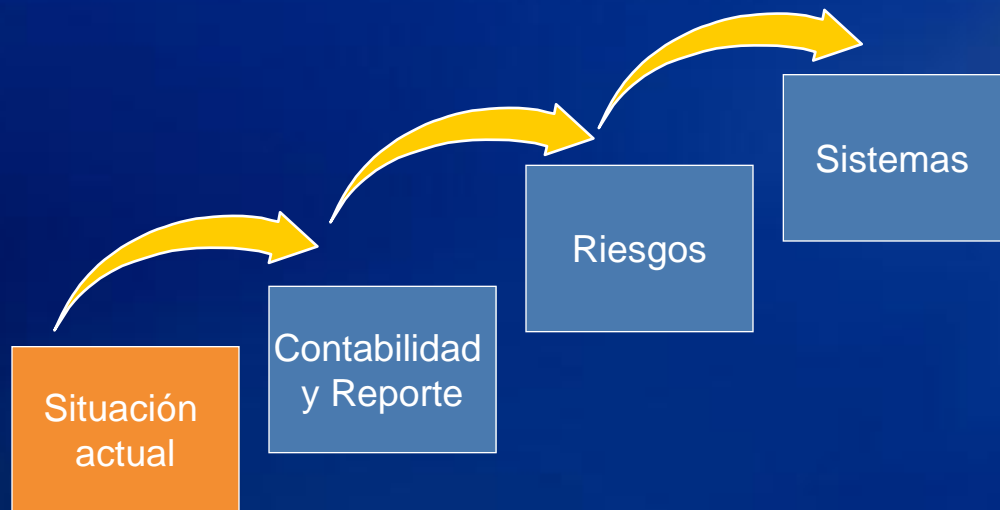 Situación
actual
Contabilidad
y Reporte
Riesgos
Sistemas